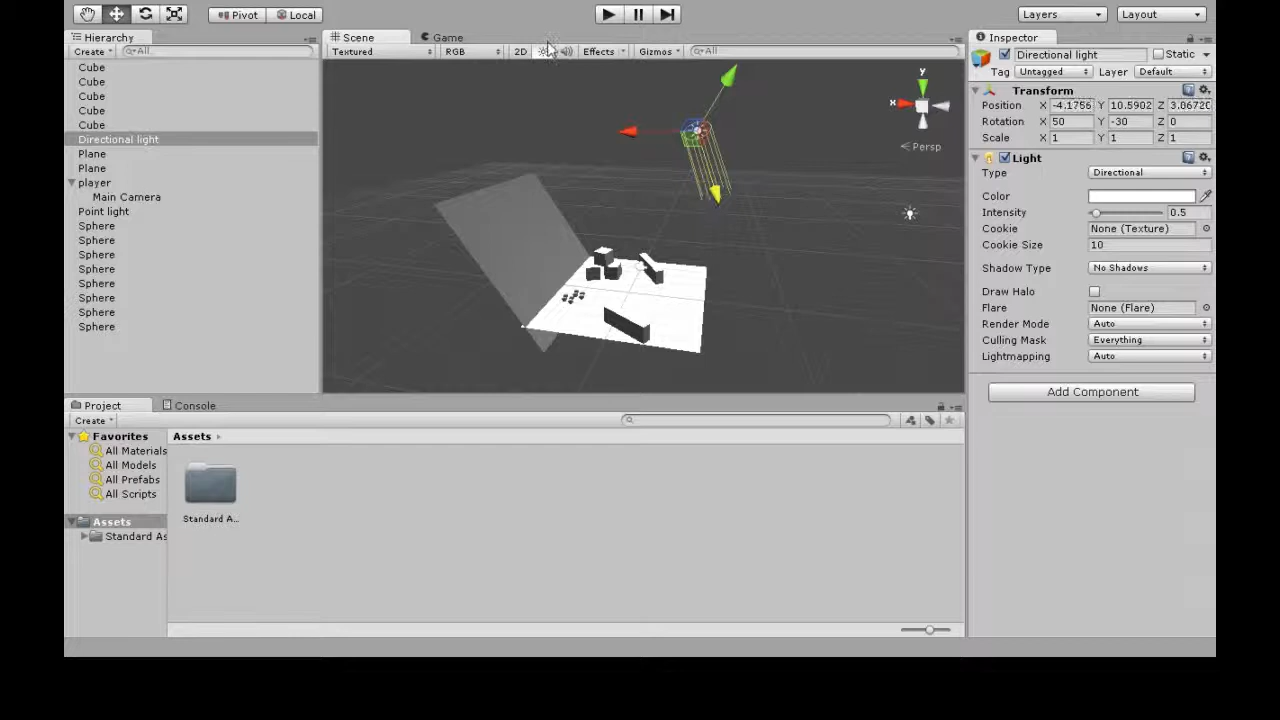 Pivot Local Layers Layout
Hierarchy
Create All
Cube
Cube
Cube
Cube
Cube
Directional light
Plane
Plane
player
Main Camera
Point light
Sphere
Sphere
Sphere
Sphere
Sphere
Sphere
Sphere
Sphere
Scene Game
Textured RGB 2D Effects Gizmos All
y
x
Persp
Inspector
Directional light Static
Tag Untagged Layer Default
Transform
Position X -4.1756 Y 10.5902 Z 3.06720
Rotation X 50 Y -30 Z 0
Scale X 1 Y 1 Z 1
Light
Type Directional
Color
Intensity 0.5
Cookie None (Texture)
Cookie Size 10
Shadow Type No Shadows
Draw Halo
Flare None (Flare)
Render Mode Auto
Culling Mask Everything
Lightmapping Auto
Add Component
Project Console
Create
Favorites
All Materials
All Models
All Prefabs
All Scripts
Assets
Standard As
Assets
Standard A...